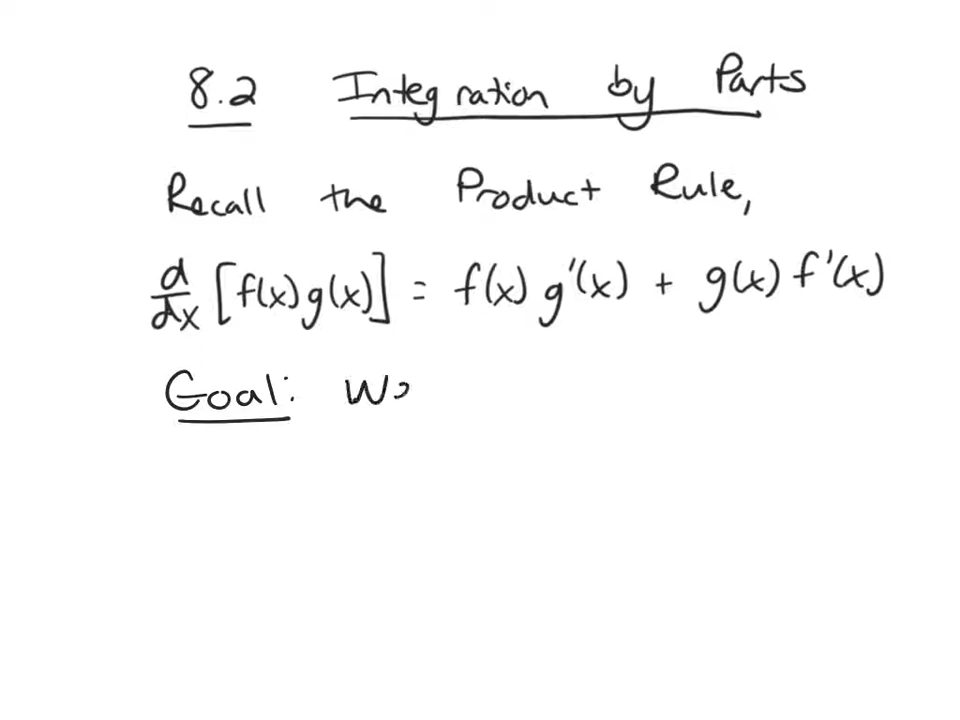 8.2 Integration by Parts
Recall the Product Rule,
d/dx [f(x)g(x)] = f(x) g'(x) + g(x) f'(x)
Goal: